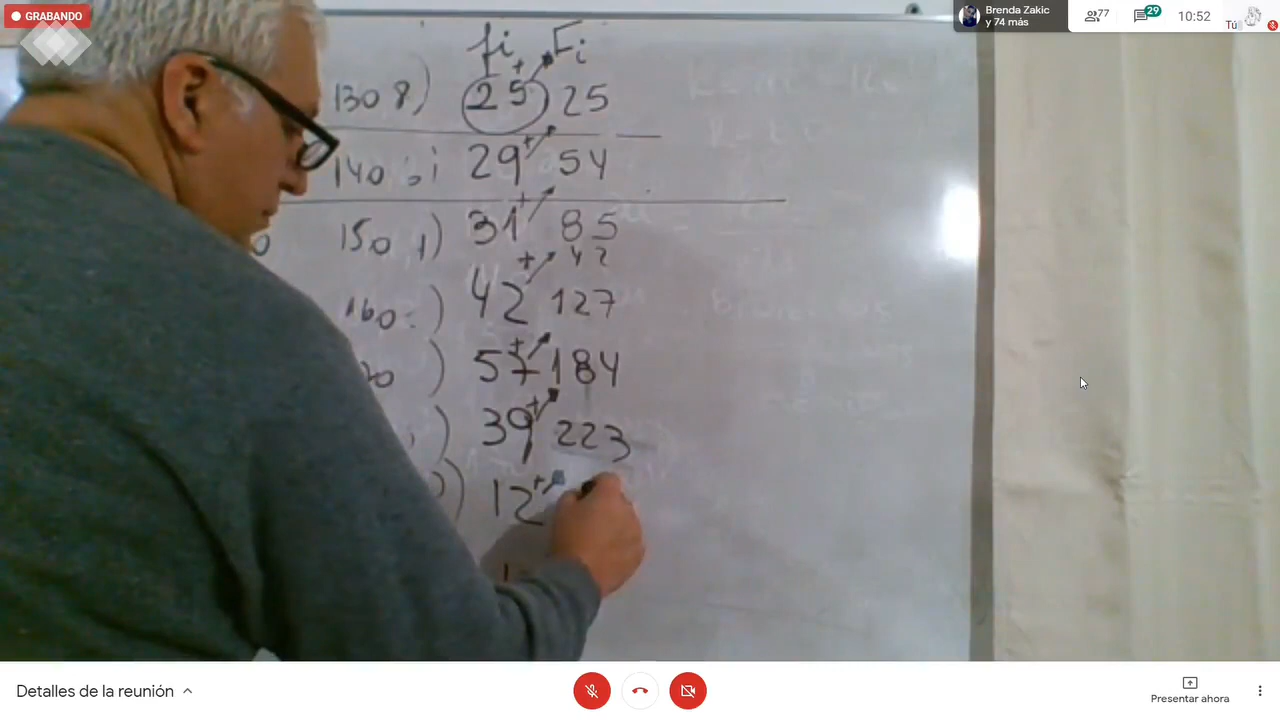 GRABANDO
Brenda Zakic
y 74 más
77
29
10:52
Tú
fi Fi
130 25 25
140 29 54
150 31 85
42
160 42 127
57 184
39 223
12
Detalles de la reunión
Presentar ahora